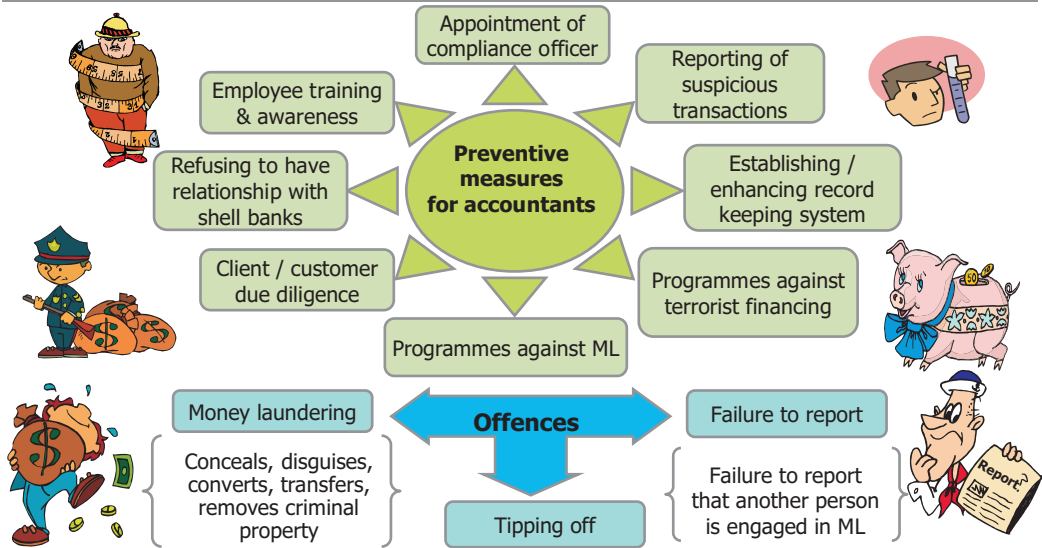 Appointment of
compliance officer
Employee training
& awareness
Reporting of
suspicious
transactions
Preventive
measures
for accountants
Refusing to have
relationship with
shell banks
Establishing /
enhancing record
keeping system
Client / customer
due diligence
Programmes against
terrorist financing
50
$
Programmes against ML
Money laundering
Offences
Failure to report
$
Conceals, disguises,
converts, transfers,
removes criminal
property
Failure to report
that another person
is engaged in ML
Report.
Tipping off